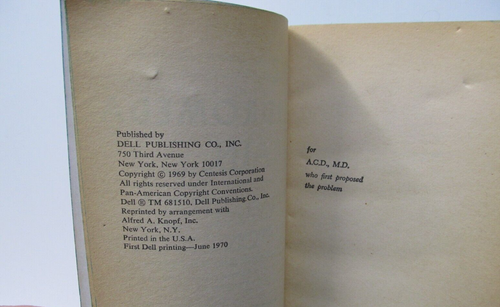 Published by
DELL PUBLISHING CO., INC.
750 Third Avenue
New York, New York 10017
Copyright © 1969 by Centesis Corporation
All rights reserved under International and
Pan-American Copyright Conventions.
Dell ® TM 681510, Dell Publishing Co., Inc.
Reprinted by arrangement with
Alfred A. Knopf, Inc.
New York, N.Y.
Printed in the U.S.A.
First Dell printing—June 1970
for
A.C.D., M.D.
who first proposed
the problem